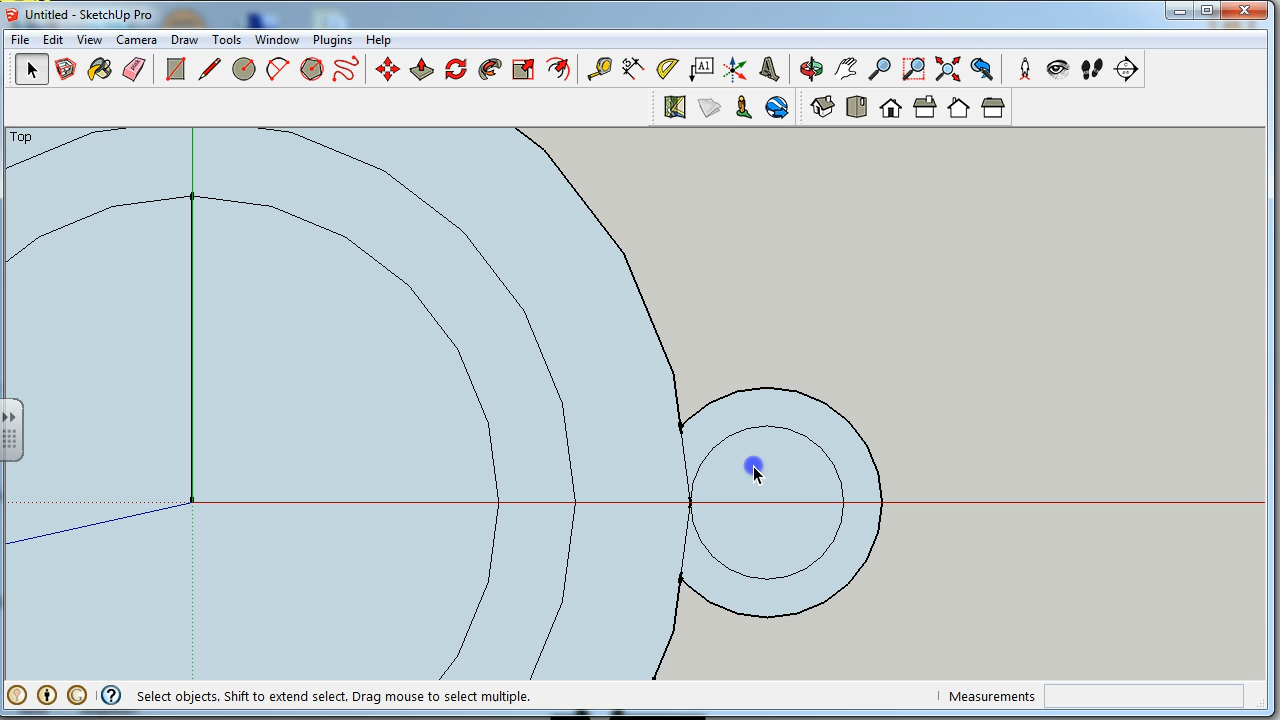 Untitled - SketchUp Pro
File Edit View Camera Draw Tools Window Plugins Help
A1
Top
Select objects. Shift to extend select. Drag mouse to select multiple.
Measurements